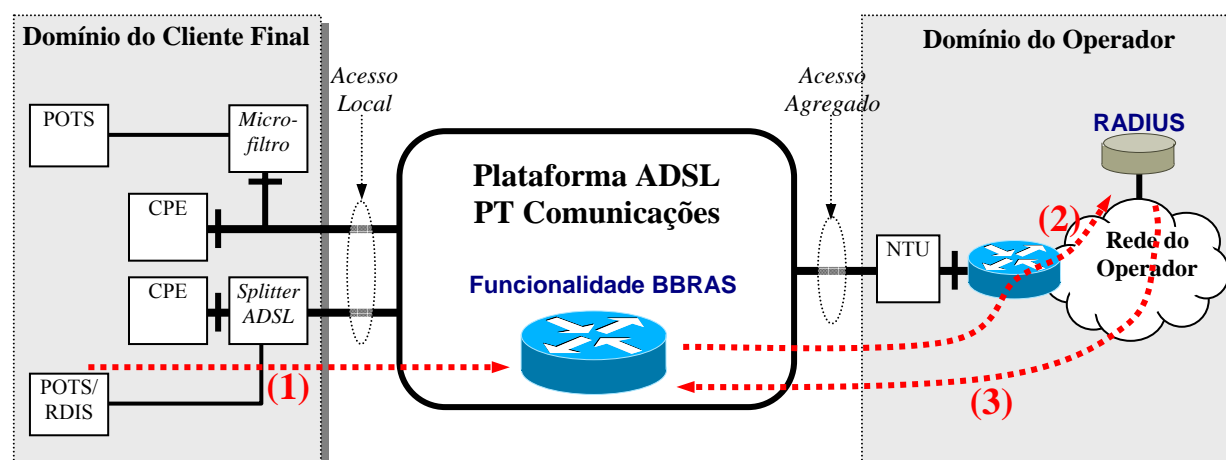 Domínio do Cliente Final
POTS
Micro-
filtro
CPE
CPE
Splitter
ADSL
POTS/
RDIS
(1)
Acesso
Local
Plataforma ADSL
PT Comunicações
Funcionalidade BBRAS
Acesso
Agregado
Domínio do Operador
RADIUS
(2)
NTU
Rede do
Operador
(3)